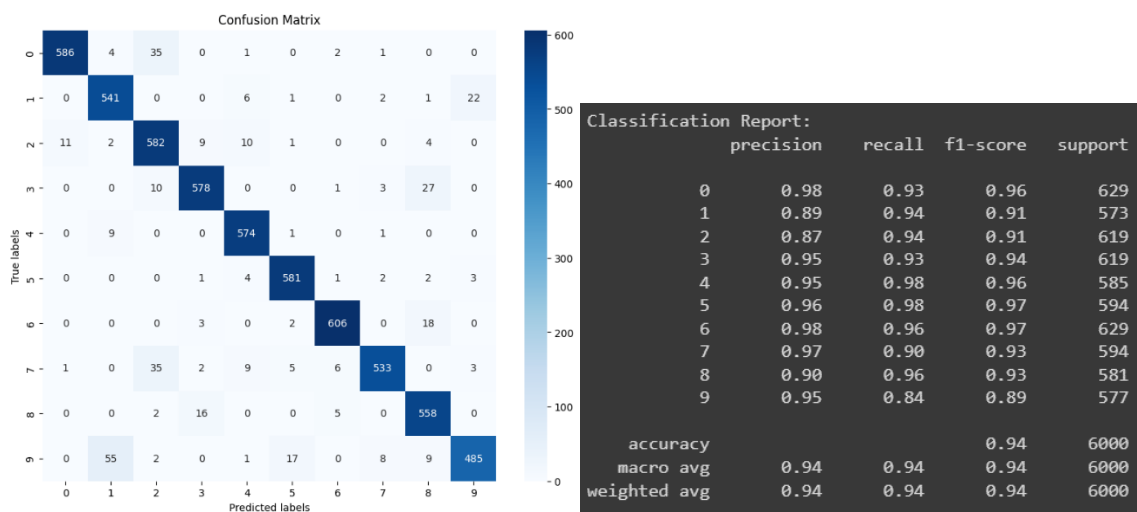 Confusion Matrix
True labels
0 586 4 35 0 1 0 2 1 0 0
1 0 541 0 0 6 1 0 2 1 22
2 11 2 582 9 10 1 0 0 4 0
3 0 0 10 578 0 0 1 3 27 0
4 0 9 0 0 574 1 0 1 0 0
5 0 0 0 1 4 581 1 2 2 3
6 0 0 0 3 0 2 606 0 18 0
7 1 0 35 2 9 5 6 533 0 3
8 0 0 2 16 0 0 5 0 558 0
9 0 55 2 0 1 17 0 8 9 485
0 1 2 3 4 5 6 7 8 9
Predicted labels
600
500
400
300
200
100
0
Classification Report:
precision recall f1-score support
0 0.98 0.93 0.96 629
1 0.89 0.94 0.91 573
2 0.87 0.94 0.91 619
3 0.95 0.93 0.94 619
4 0.95 0.98 0.96 585
5 0.96 0.98 0.97 594
6 0.98 0.96 0.97 629
7 0.97 0.90 0.93 594
8 0.90 0.96 0.93 581
9 0.95 0.84 0.89 577
accuracy 0.94 6000
macro avg 0.94 0.94 0.94 6000
weighted avg 0.94 0.94 0.94 6000